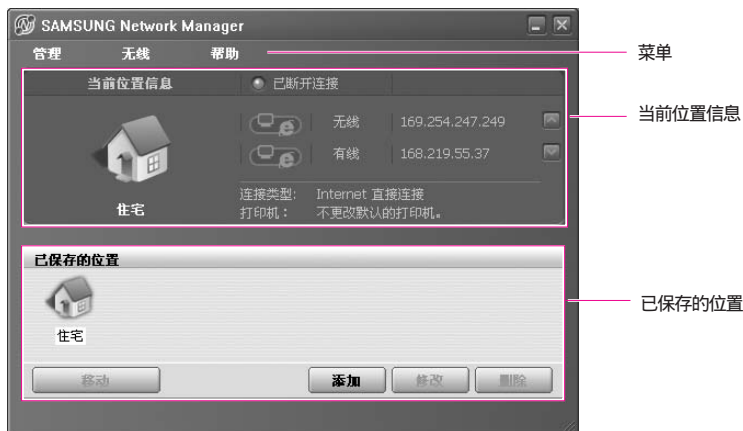 SAMSUNG Network Manager
管理 无线 帮助
菜单
当前位置信息 已断开连接
当前位置信息
无线 169.254.247.249
有线 168.219.55.37
连接类型: Internet 直接连接
打印机： 不更改默认的打印机。
住宅
已保存的位置
住宅
已保存的位置
移动 添加 修改 删除